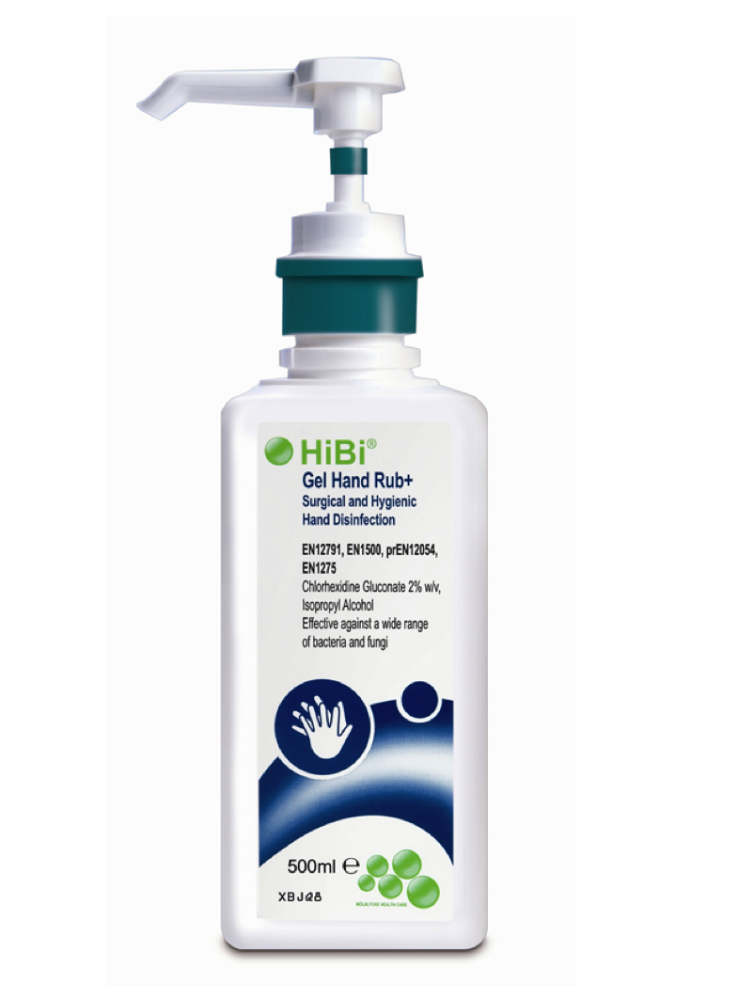 HiBi®
Gel Hand Rub+
Surgical and Hygienic
Hand Disinfection
EN12791, EN1500, prEN12054,
EN1275
Chlorhexidine Gluconate 2% w/v,
Isopropyl Alcohol
Effective against a wide range
of bacteria and fungi
500ml ℮
MÖLNLYCKE HEALTH CARE